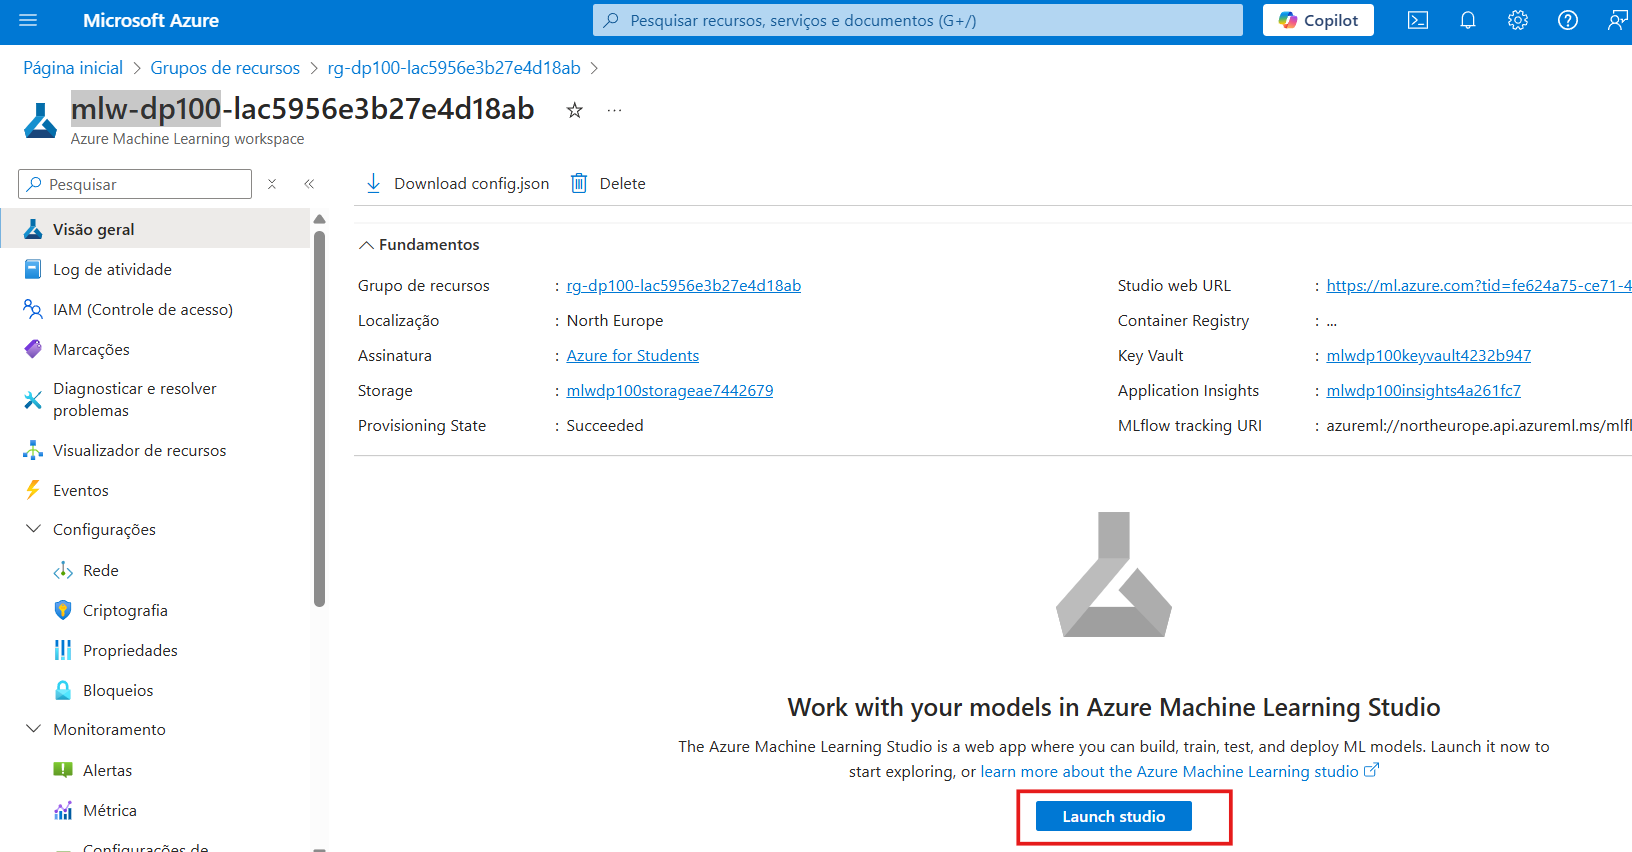 Microsoft Azure
Pesquisar recursos, serviços e documentos (G+/)
Copilot
Página inicial > Grupos de recursos > rg-dp100-lac5956e3b27e4d18ab >
mlw-dp100-lac5956e3b27e4d18ab
Azure Machine Learning workspace
Pesquisar
Download config.json
Delete
Visão geral
Log de atividade
IAM (Controle de acesso)
Marcações
Diagnosticar e resolver
problemas
Visualizador de recursos
Eventos
Configurações
Rede
Criptografia
Propriedades
Bloqueios
Monitoramento
Alertas
Métrica
Configurações de
Fundamentos
Grupo de recursos : rg-dp100-lac5956e3b27e4d18ab
Localização : North Europe
Assinatura : Azure for Students
Storage : mlwdp100storageae7442679
Provisioning State : Succeeded
Studio web URL : https://ml.azure.com?tid=fe624a75-ce71-4
Container Registry : ...
Key Vault : mlwdp100keyvault4232b947
Application Insights : mlwdp100insights4a261fc7
MLflow tracking URI : azureml://northeurope.api.azureml.ms/mlfl
Work with your models in Azure Machine Learning Studio
The Azure Machine Learning Studio is a web app where you can build, train, test, and deploy ML models. Launch it now to
start exploring, or learn more about the Azure Machine Learning studio
Launch studio